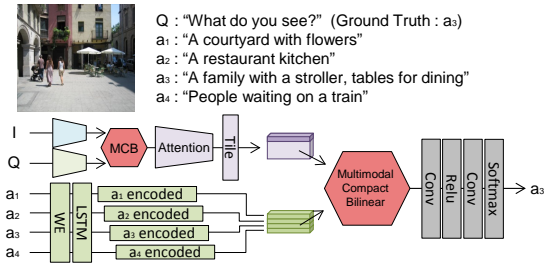 Q : “What do you see?” (Ground Truth : a₃)
a₁ : “A courtyard with flowers”
a₂ : “A restaurant kitchen”
a₃ : “A family with a stroller, tables for dining”
a₄ : “People waiting on a train”
I
Q
MCB
Attention
Tile
a₁
a₂
a₃
a₄
WE
LSTM
a₁ encoded
a₂ encoded
a₃ encoded
a₄ encoded
Multimodal
Compact
Bilinear
Conv
Relu
Conv
Softmax
a₃